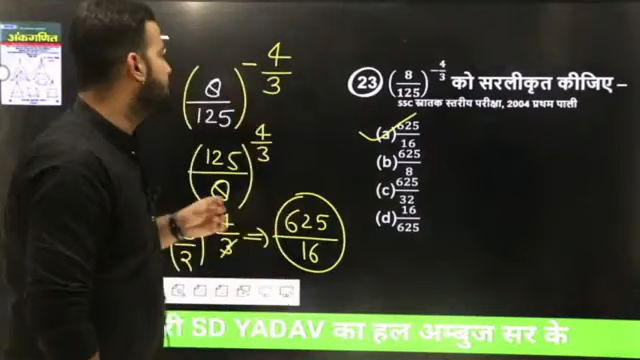 अंकगणित
(8/125)^-4/3
(125/8)^4/3
⇒ 625/16
23 (8/125)^-4/3 को सरलीकृत कीजिए –
SSC स्नातक स्तरीय परीक्षा, 2004 प्रथम पाली
(a) 625/16
(b) 625/8
(c) 625/32
(d) 16/625
री SD YADAV का हल अम्बुज सर के